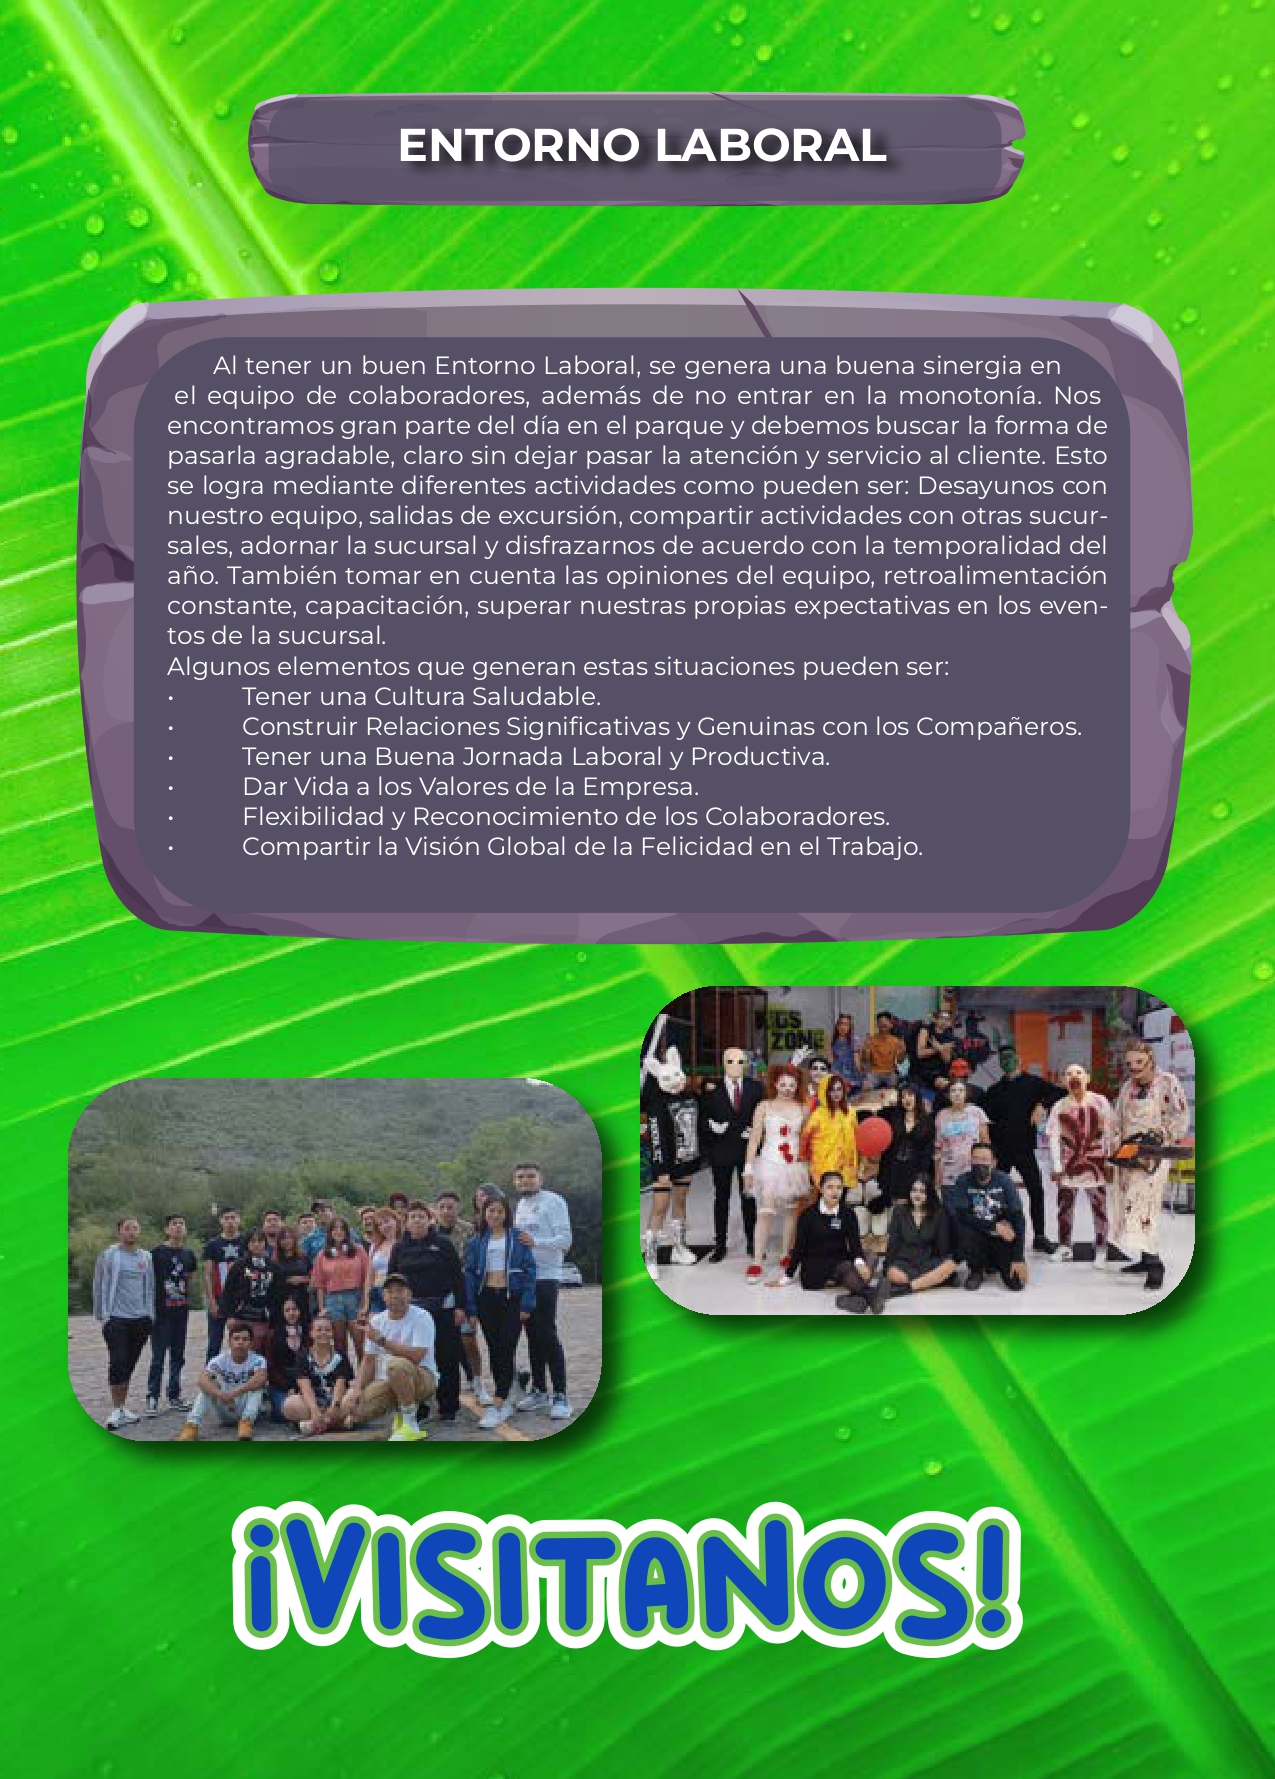 ENTORNO LABORAL
Al tener un buen Entorno Laboral, se genera una buena sinergia en
el equipo de colaboradores, además de no entrar en la monotonía. Nos
encontramos gran parte del día en el parque y debemos buscar la forma de
pasarla agradable, claro sin dejar pasar la atención y servicio al cliente. Esto
se logra mediante diferentes actividades como pueden ser: Desayunos con
nuestro equipo, salidas de excursión, compartir actividades con otras sucur-
sales, adornar la sucursal y disfrazarnos de acuerdo con la temporalidad del
año. También tomar en cuenta las opiniones del equipo, retroalimentación
constante, capacitación, superar nuestras propias expectativas en los even-
tos de la sucursal.
Algunos elementos que generan estas situaciones pueden ser:
• Tener una Cultura Saludable.
• Construir Relaciones Significativas y Genuinas con los Compañeros.
• Tener una Buena Jornada Laboral y Productiva.
• Dar Vida a los Valores de la Empresa.
• Flexibilidad y Reconocimiento de los Colaboradores.
• Compartir la Visión Global de la Felicidad en el Trabajo.
KIDS
ZONE
¡VISITANOS!